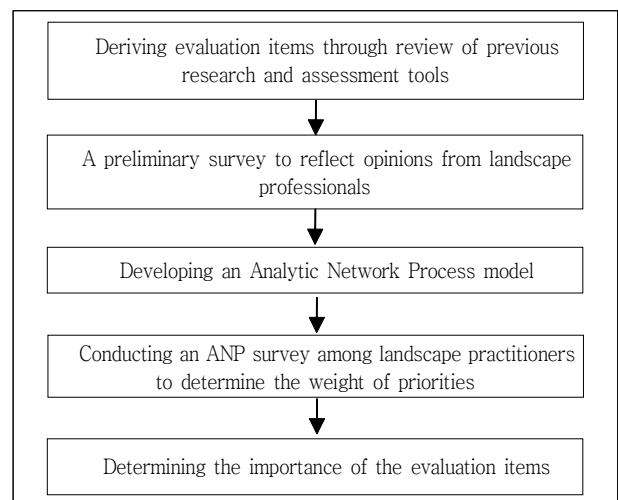 Deriving evaluation items through review of previous
research and assessment tools
A preliminary survey to reflect opinions from landscape
professionals
Developing an Analytic Network Process model
Conducting an ANP survey among landscape practitioners
to determine the weight of priorities
Determining the importance of the evaluation items